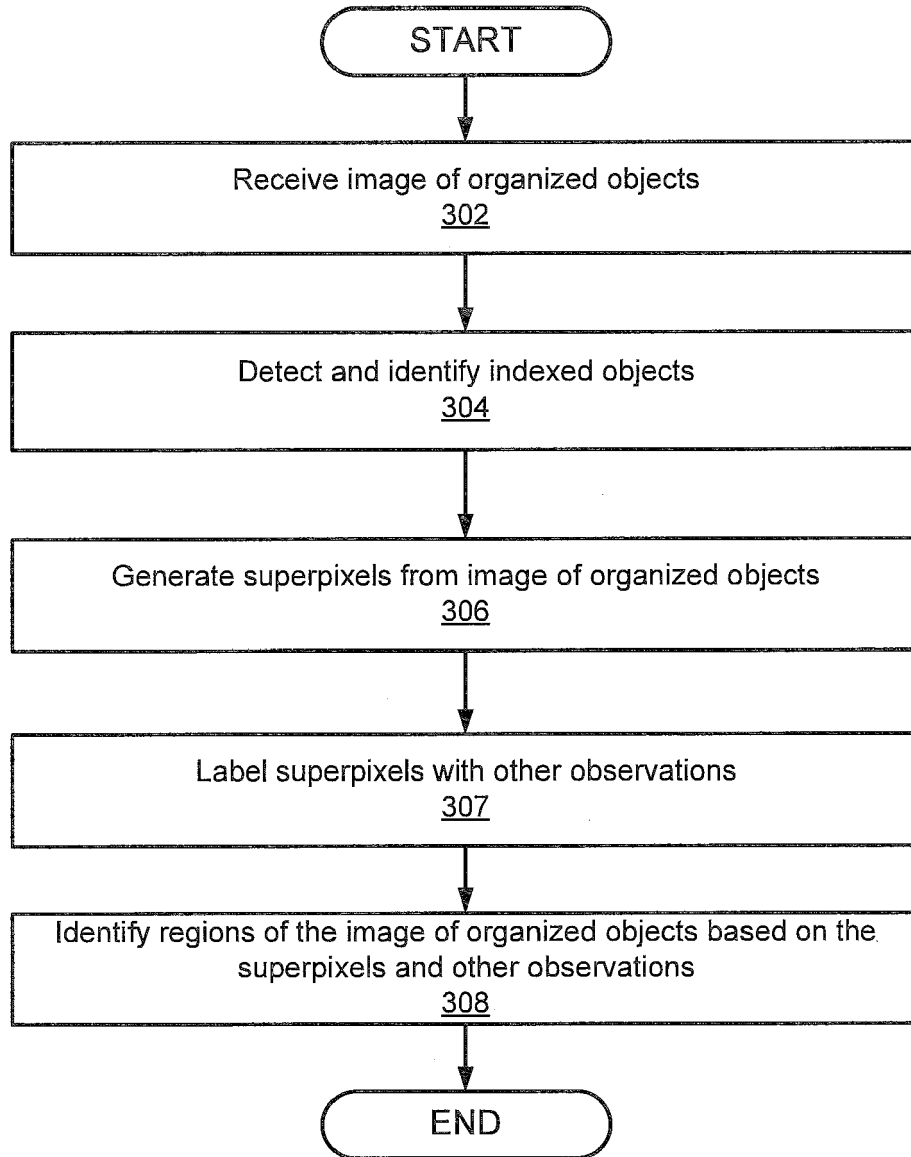 START
Receive image of organized objects
302
Detect and identify indexed objects
304
Generate superpixels from image of organized objects
306
Label superpixels with other observations
307
Identify regions of the image of organized objects based on the
superpixels and other observations
308
END